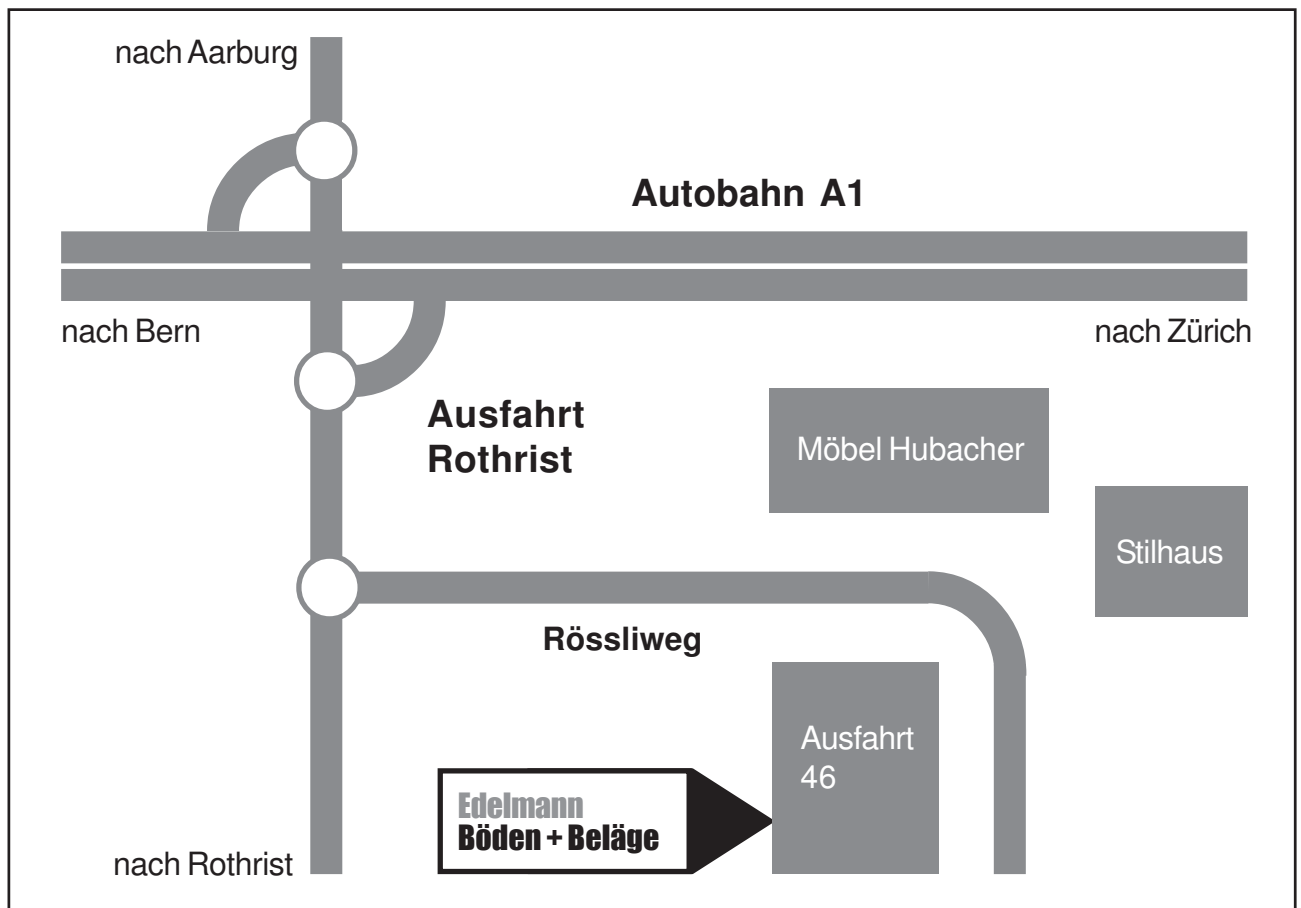 nach Aarburg
Autobahn A1
nach Bern
nach Zürich
Ausfahrt
Rothrist
Möbel Hubacher
Stilhaus
Rössliweg
Ausfahrt
46
Edelmann
Böden + Beläge
nach Rothrist